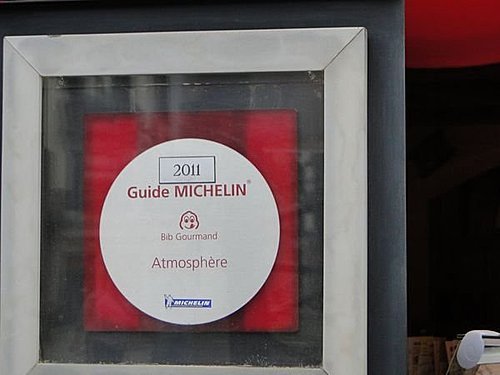 2011
Guide MICHELIN®
Bib Gourmand
Atmosphère
MICHELIN